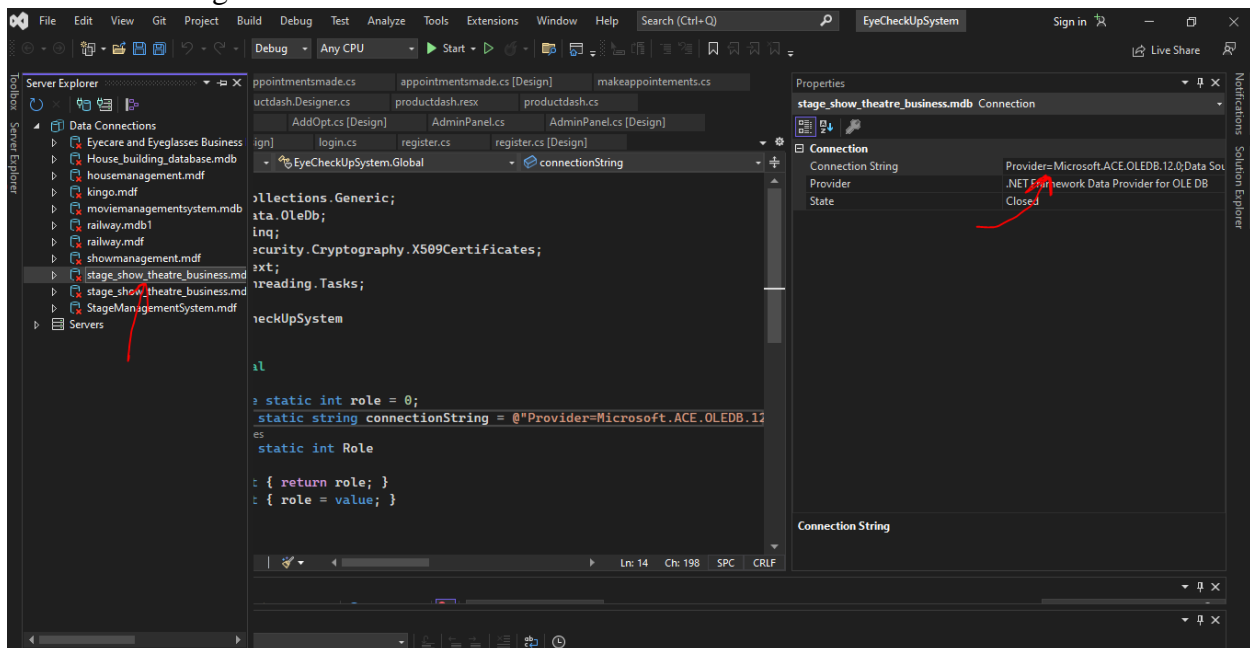 File Edit View Git Project Build Debug Test Analyze Tools Extensions Window Help Search (Ctrl+Q) EyeCheckUpSystem Sign in
Debug Any CPU Start Live Share
Toolbox
Server Explorer
Server Explorer
Data Connections
Eyecare and Eyeglasses Business
House_building_database.mdb
housemanagement.mdf
kingo.mdf
moviemanagementsystem.mdb
railway.mdb1
railway.mdf
showmanagement.mdf
stage_show_theatre_business.md
stage_show_theatre_business.md
StageManagementSystem.mdf
Servers
ppointmentsmade.cs appointmentsmade.cs [Design] makeappointements.cs
uctdash.Designer.cs productdash.resx productdash.cs
AddOpt.cs [Design] AdminPanel.cs AdminPanel.cs [Design]
ign] login.cs register.cs register.cs [Design]
EyeCheckUpSystem.Global connectionString
ollections.Generic;
ata.OleDb;
inq;
ecurity.Cryptography.X509Certificates;
ext;
hreading.Tasks;
heckUpSystem
al
e static int role = 0;
static string connectionString = @"Provider=Microsoft.ACE.OLEDB.12
es
static int Role
t { return role; }
t { role = value; }
Ln: 14 Ch: 198 SPC CRLF
Properties
stage_show_theatre_business.mdb Connection
Connection
Connection String Provider=Microsoft.ACE.OLEDB.12.0;Data Sou
Provider .NET Framework Data Provider for OLE DB
State Closed
Connection String
Notifications
Solution Explorer